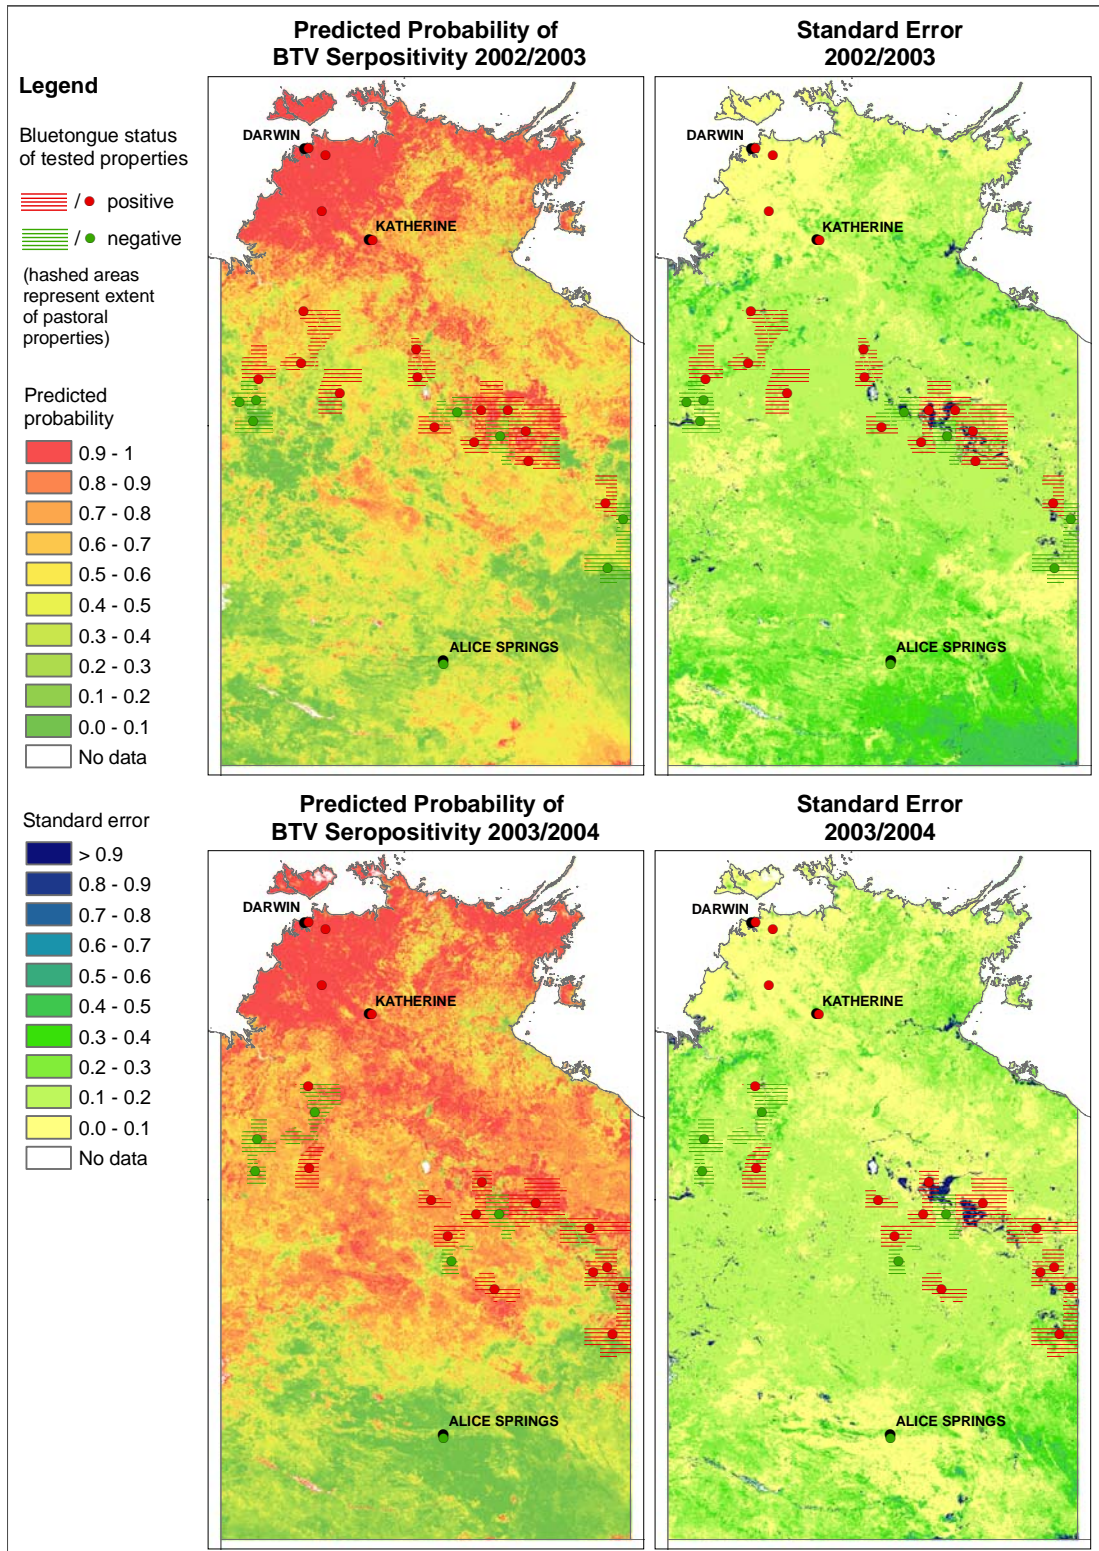 Predicted Probability of
BTV Serpositivity 2002/2003
Standard Error
2002/2003
Legend
Bluetongue status
of tested properties
/ positive
/ negative
(hashed areas
represent extent
of pastoral
properties)
Predicted
probability
0.9 - 1
0.8 - 0.9
0.7 - 0.8
0.6 - 0.7
0.5 - 0.6
0.4 - 0.5
0.3 - 0.4
0.2 - 0.3
0.1 - 0.2
0.0 - 0.1
No data
Standard error
> 0.9
0.8 - 0.9
0.7 - 0.8
0.6 - 0.7
0.5 - 0.6
0.4 - 0.5
0.3 - 0.4
0.2 - 0.3
0.1 - 0.2
0.0 - 0.1
No data
DARWIN
KATHERINE
ALICE SPRINGS
DARWIN
KATHERINE
ALICE SPRINGS
Predicted Probability of
BTV Seropositivity 2003/2004
Standard Error
2003/2004
DARWIN
KATHERINE
ALICE SPRINGS
DARWIN
KATHERINE
ALICE SPRINGS